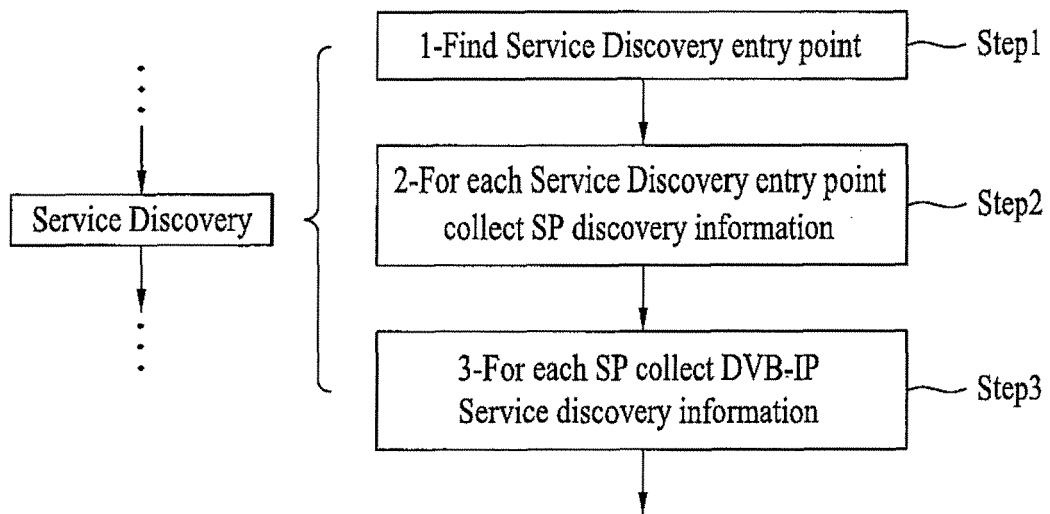 1-Find Service Discovery entry point
Step1
Service Discovery
2-For each Service Discovery entry point
collect SP discovery information
Step2
3-For each SP collect DVB-IP
Service discovery information
Step3